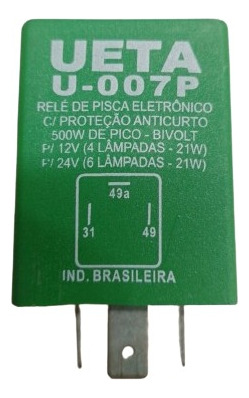 UETA
U-007P
RELÉ DE PISCA ELETRÔNICO
C/ PROTEÇÃO ANTICURTO
500W DE PICO - BIVOLT
P/ 12V (4 LÂMPADAS - 21W)
P/ 24V (6 LÂMPADAS - 21W)
49a
31 49
IND. BRASILEIRA